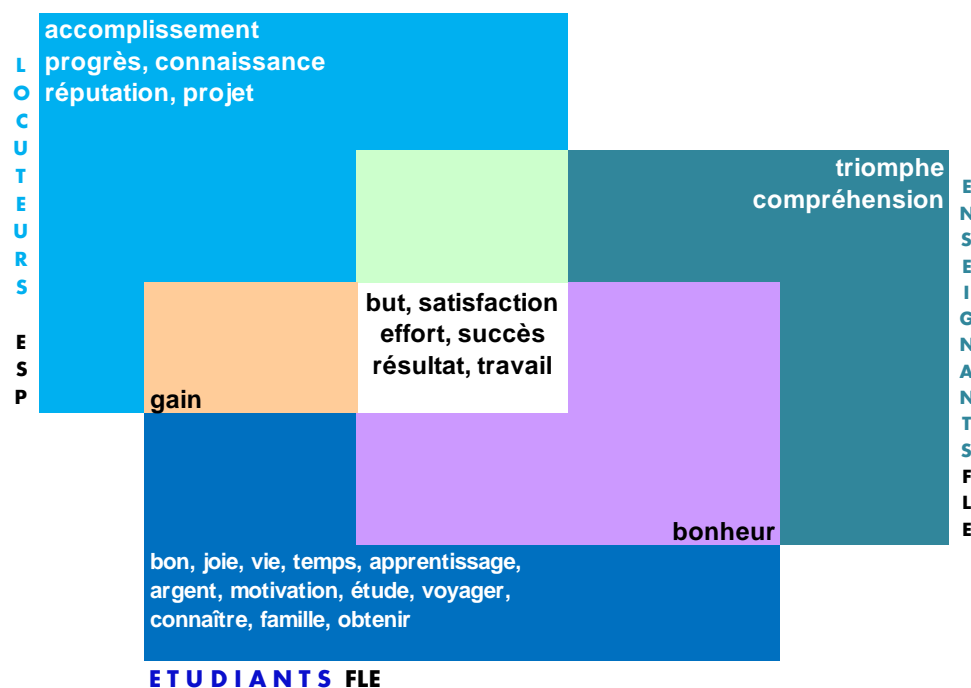 accomplissement
progrès, connaissance
réputation, projet
LOCUTEURS ESP
triomphe
compréhension
ENSEIGNANTS FLE
but, satisfaction
effort, succès
résultat, travail
gain
bonheur
bon, joie, vie, temps, apprentissage,
argent, motivation, étude, voyager,
connaître, famille, obtenir
ETUDIANTS FLE